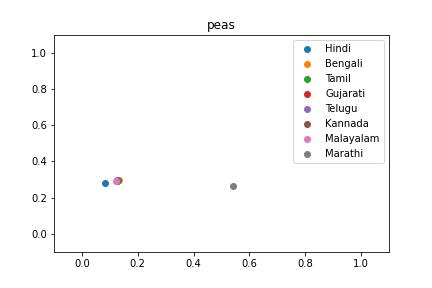 peas
1.0
0.8
0.6
0.4
0.2
0.0
0.0 0.2 0.4 0.6 0.8 1.0
Hindi
Bengali
Tamil
Gujarati
Telugu
Kannada
Malayalam
Marathi